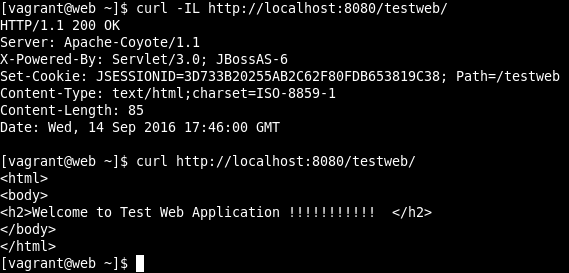 [vagrant@web ~]$ curl -IL http://localhost:8080/testweb/
HTTP/1.1 200 OK
Server: Apache-Coyote/1.1
X-Powered-By: Servlet/3.0; JBossAS-6
Set-Cookie: JSESSIONID=3D733B20255AB2C62F80FDB653819C38; Path=/testweb
Content-Type: text/html;charset=ISO-8859-1
Content-Length: 85
Date: Wed, 14 Sep 2016 17:46:00 GMT
[vagrant@web ~]$ curl http://localhost:8080/testweb/
<html>
<body>
<h2>Welcome to Test Web Application !!!!!!!!!!!  </h2>
</body>
</html>
[vagrant@web ~]$